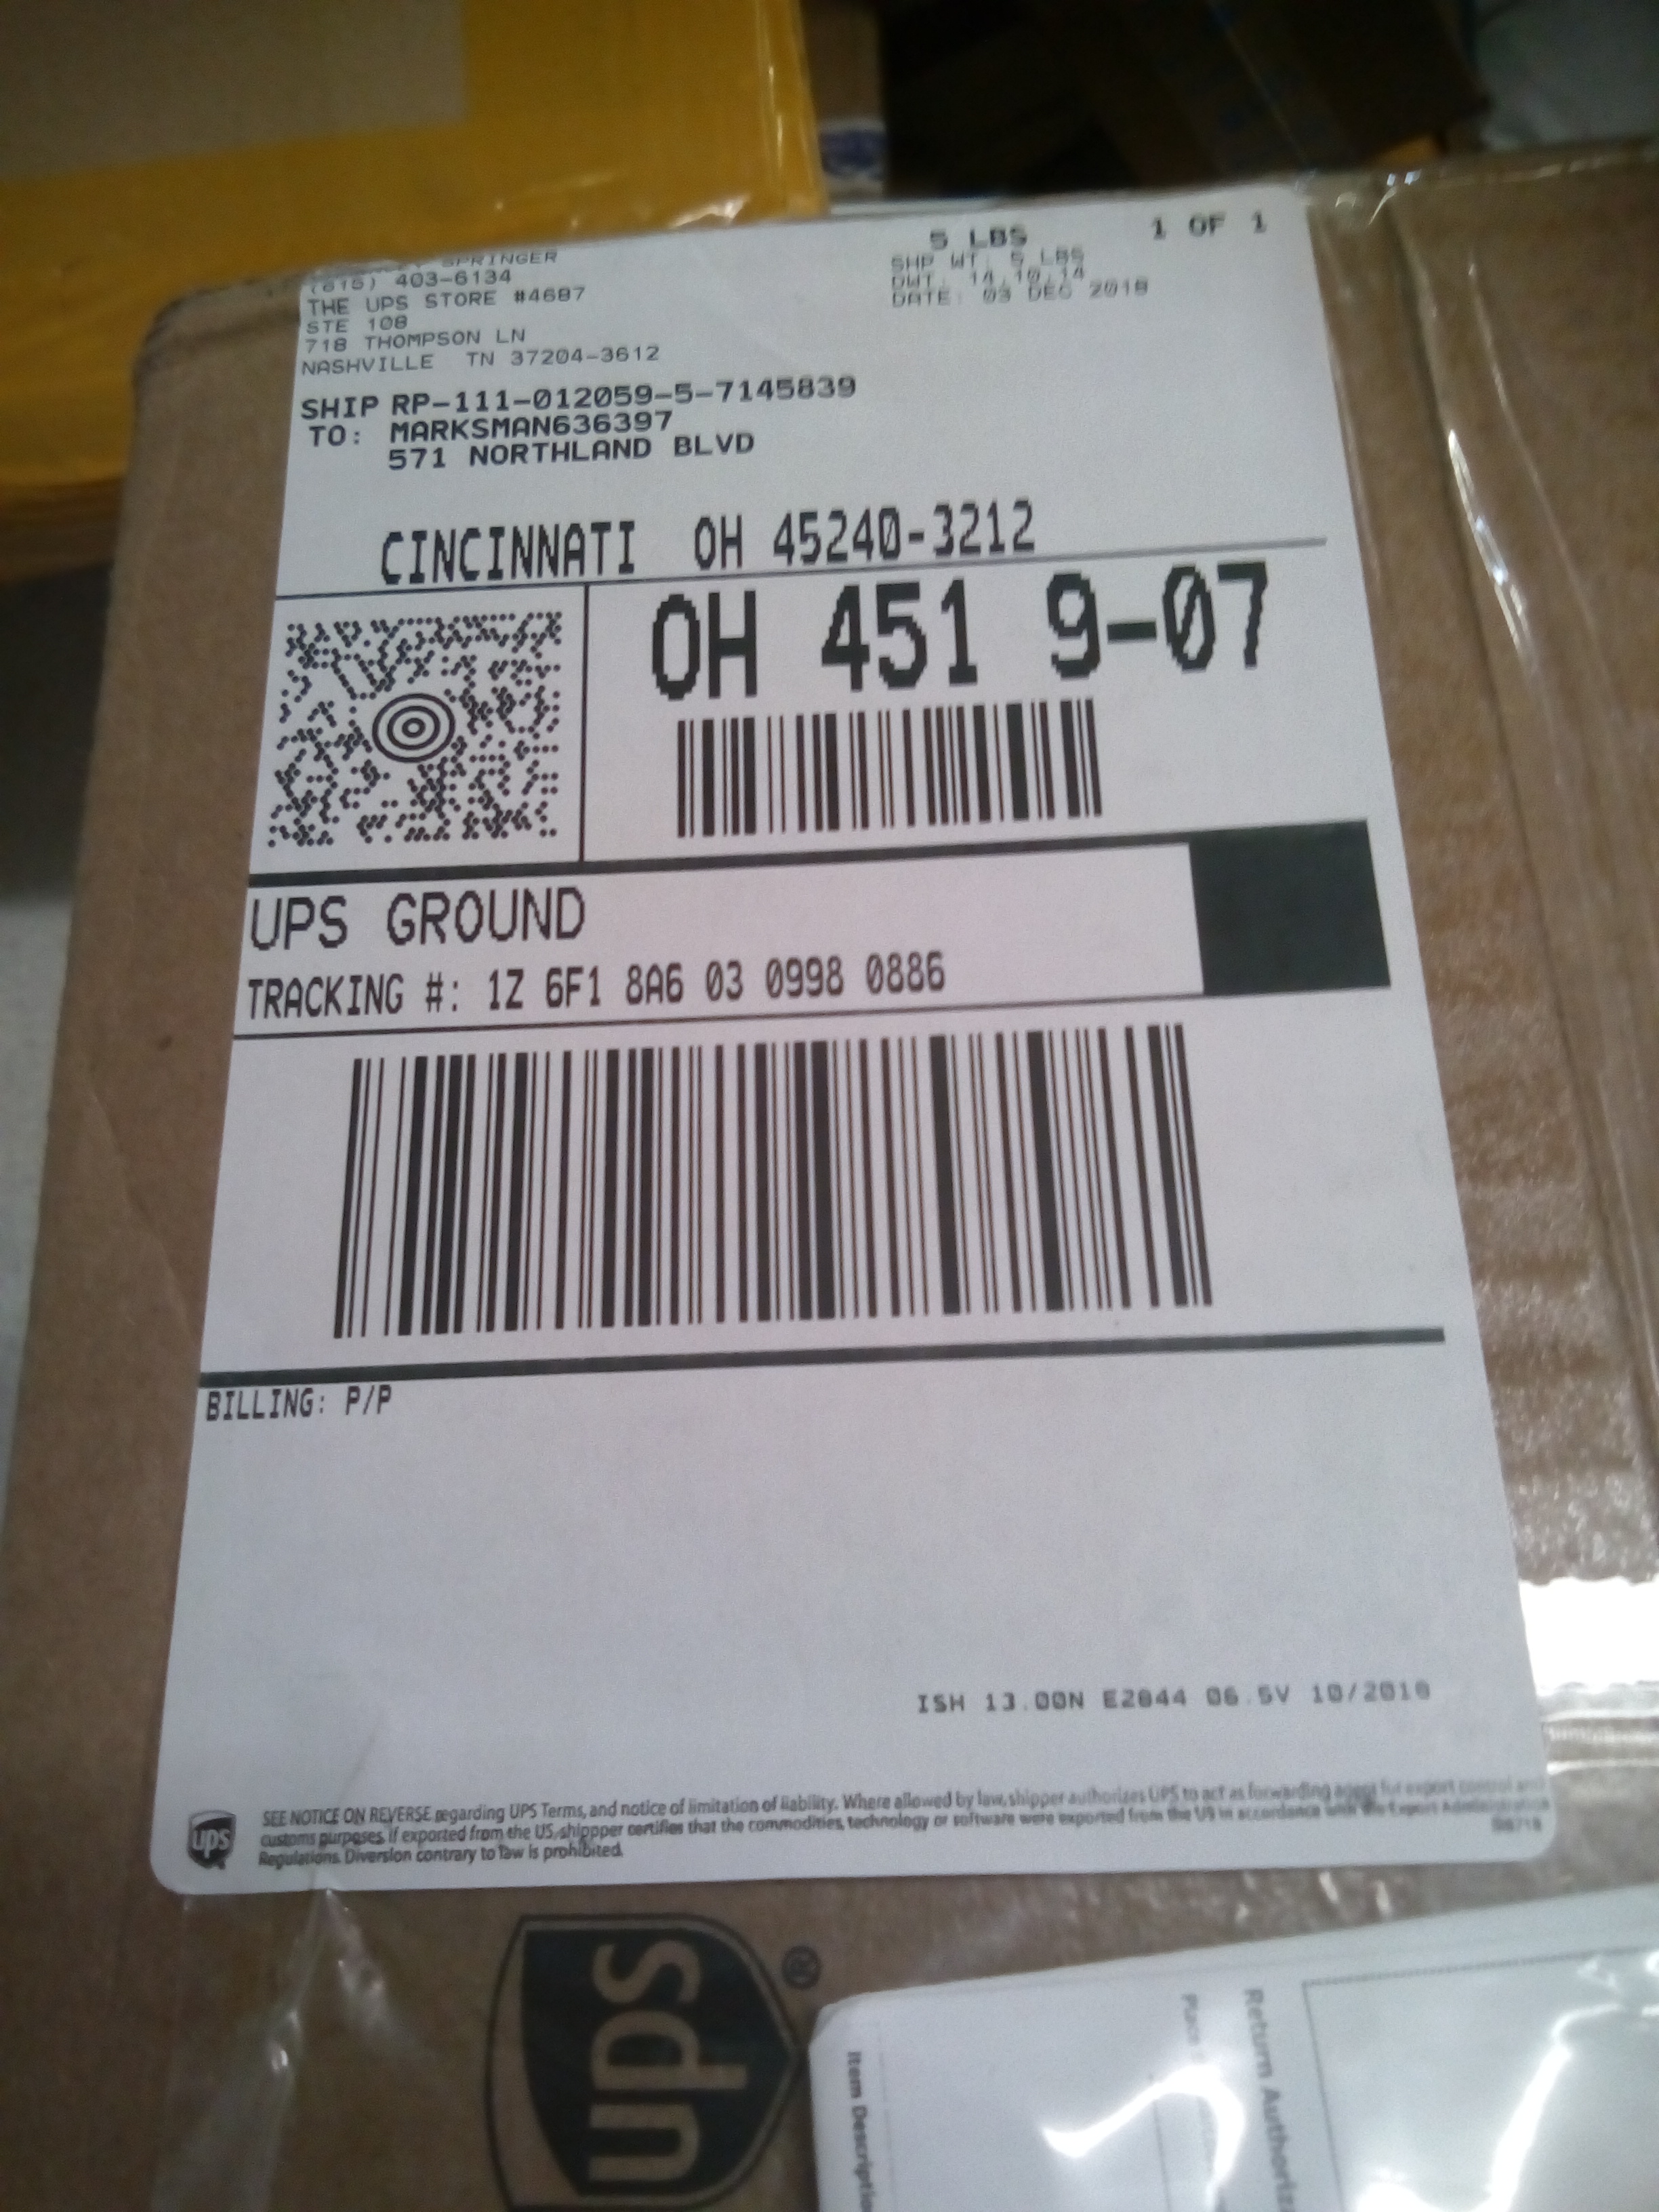 SPRINGER
(615) 403-6134
THE UPS STORE #4687
STE 108
718 THOMPSON LN
NASHVILLE TN 37204-3612
5 LBS 1 OF 1
SHP WT: 5 LBS
DWT: 14,10,14
DATE: 03 DEC 2018
SHIP RP-111-012059-5-7145839
TO: MARKSMAN636397
571 NORTHLAND BLVD
CINCINNATI OH 45240-3212
OH 451 9-07
UPS GROUND
TRACKING #: 1Z 6F1 8A6 03 0998 0886
BILLING: P/P
ISH 13.00N E2844 06.5V 10/2018
ups
SEE NOTICE ON REVERSE regarding UPS Terms, and notice of limitation of liability. Where allowed by law, shipper authorizes UPS to act as forwarding agent for export control and
customs purposes. If exported from the US, shippper certifies that the commodities, technology or software were exported from the US in accordance with the Export Administration
Regulations. Diversion contrary to law is prohibited.
ups ®
Item Descriptio
Place
Return Authoriz